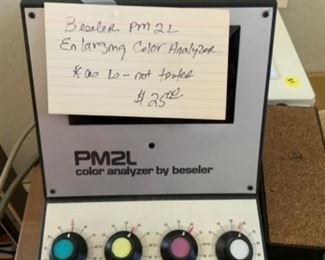 Beseler PM2L
Enlarging Color Analyzer
* as is - not tested
$25.00
PM2L
color analyzer by beseler